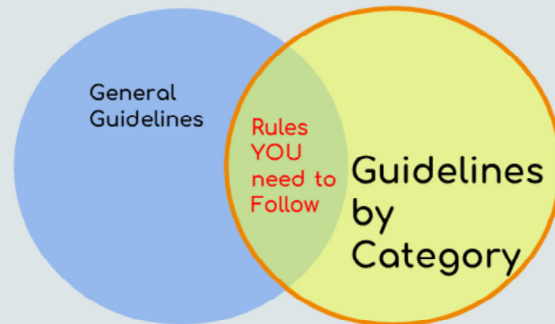 General
Guidelines
Rules
YOU
need to
Follow
Guidelines
by
Category